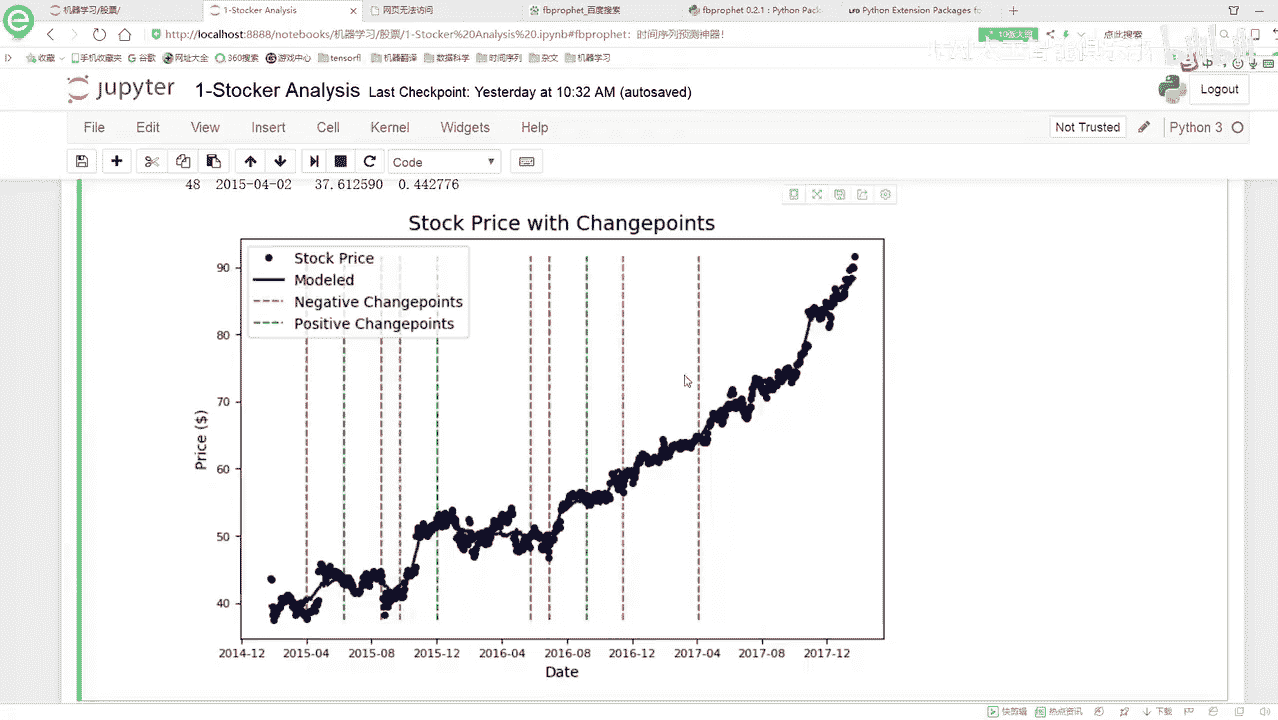 机器学习/股票/
1-Stocker Analysis
网页无法访问
fbprophet_百度搜索
fbprophet 0.2.1 : Python Pack
LFD Python Extension Packages fo
http://localhost:8888/notebooks/机器学习/股票/1-Stocker%20Analysis%20.ipynb#fbprophet：时间序列预测神器!
点此搜索
收藏
手机收藏夹
谷歌
网址大全
360搜索
游戏中心
机器翻译
数据科学
时间序列
杂文
机器学习
jupyter
1-Stocker Analysis Last Checkpoint: Yesterday at 10:32 AM (autosaved)
Logout
File Edit View Insert Cell Kernel Widgets Help
Not Trusted
Python 3
Code
48 2015-04-02 37.612590 0.442776
Stock Price with Changepoints
Stock Price
Modeled
Negative Changepoints
Positive Changepoints
90
80
70
60
50
40
Price ($)
2014-12 2015-04 2015-08 2015-12 2016-04 2016-08 2016-12 2017-04 2017-08 2017-12
Date
快剪辑
热点资讯
下载